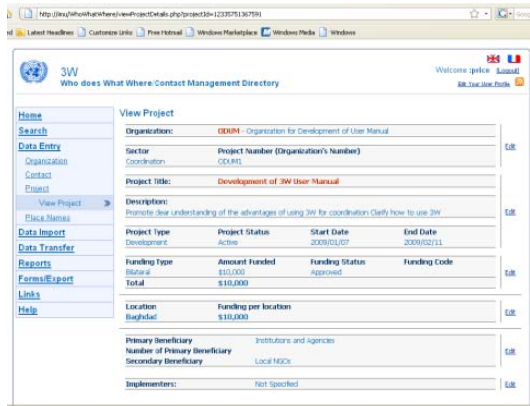 http://imu/WhoWhatWhere/viewProjectDetails.php?projectId=12335751367591
Latest Headlines Customize Links Free Hotmail Windows Marketplace Windows Media Windows
3W
Who does What Where/Contact Management Directory
Welcome :price (Logout)
Edit Your User Profile
Home
Search
Data Entry
Organization
Contact
Project
View Project
Place Names
Data Import
Data Transfer
Reports
Forms/Export
Links
Help
View Project
Organization: ODUM - Organization for Development of User Manual
Edit
Sector Project Number (Organization's Number)
Coordination ODUM1
Project Title: Development of 3W User Manual
Description:
Edit
Promote clear understanding of the advantages of using 3W for coordination Clarify how to use 3W
Project Type Project Status Start Date End Date
Development Active 2009/01/07 2009/02/11
Funding Type Amount Funded Funding Status Funding Code
Bilateral $10,000 Approved
Edit
Total $10,000
Location Funding per location
Baghdad $10,000
Edit
Primary Beneficiary Institutions and Agencies
Number of Primary Beneficiary
Edit
Secondary Beneficiary Local NGOs
Implementers: Not Specified Edit